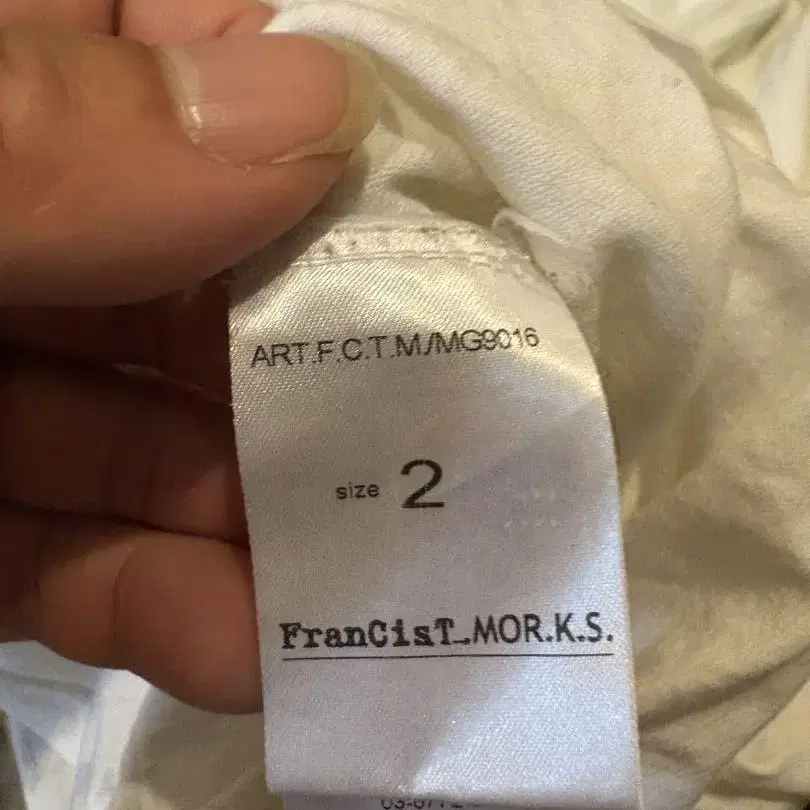 ART.F.C.T.M/MG9016
size 2
FranCisT_MOR.K.S.